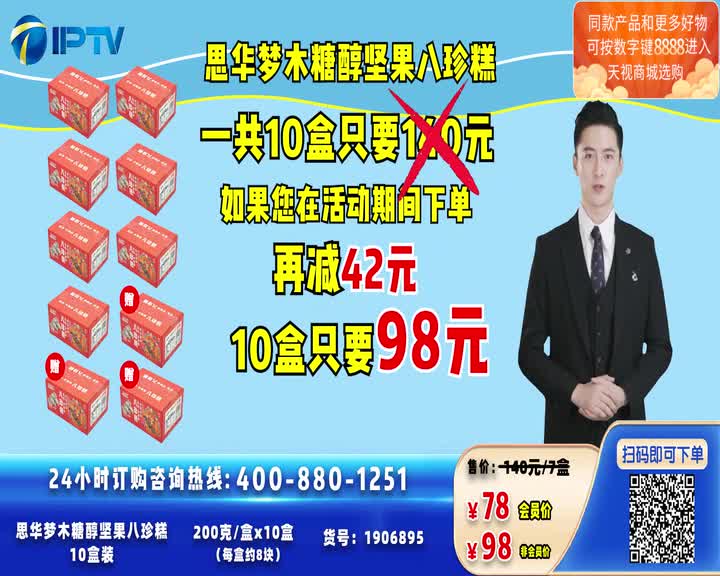 IPTV
同款产品和更多好物
可按数字键8888进入
天视商城选购
思华梦木糖醇坚果八珍糕
一共10盒只要140元
如果您在活动期间下单
再减42元
10盒只要98元
赠
赠
赠
24小时订购咨询热线:400-880-1251
思华梦木糖醇坚果八珍糕
10盒装
200克/盒x10盒
(每盒约8块)
货号：1906895
售价：140元/7盒
¥78 会员价
¥98 非会员价
扫码即可下单